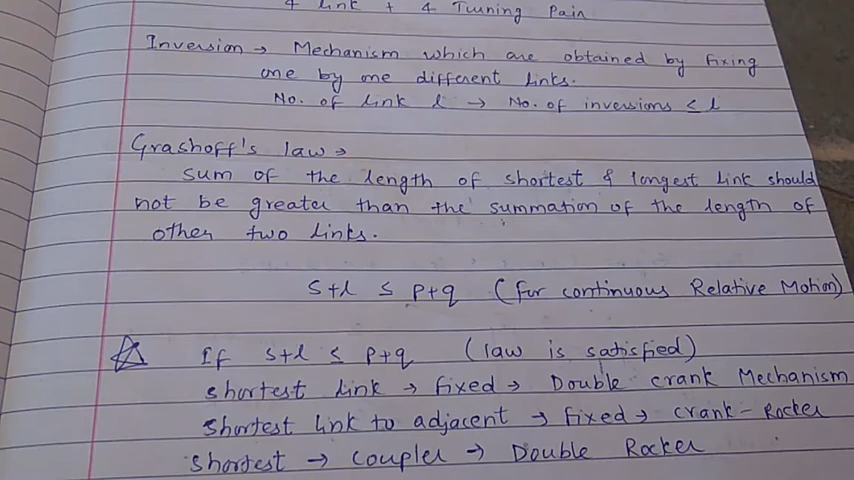 4 link + 4 Turning Pair
Inversion → Mechanism which are obtained by fixing
one by one different links.
No. of link l → No. of inversions ≤ l
Grashoff's law →
sum of the length of shortest & longest link should
not be greater than the summation of the length of
other two links.
s+l ≤ p+q (for continuous Relative Motion)
If s+l ≤ p+q (law is satisfied)
shortest link → fixed → Double crank Mechanism
shortest link to adjacent → fixed → crank-Rocker
shortest → coupler → Double Rocker